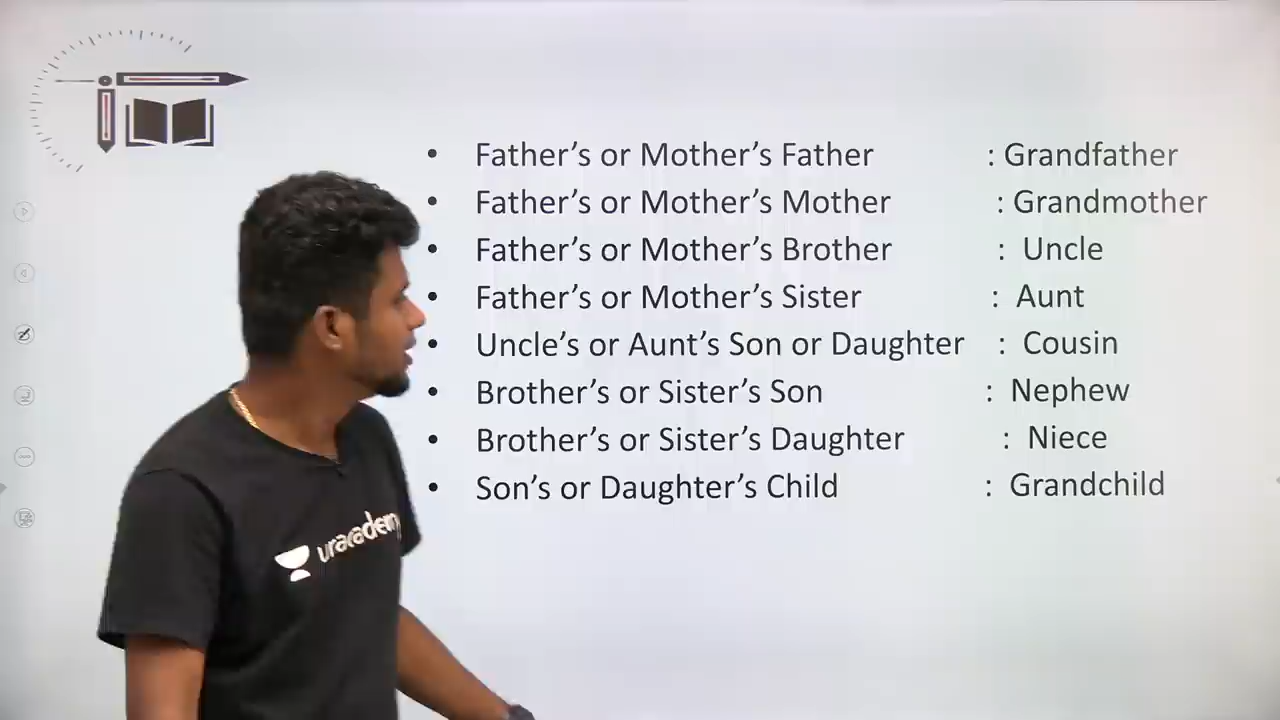 • Father’s or Mother’s Father : Grandfather
• Father’s or Mother’s Mother : Grandmother
• Father’s or Mother’s Brother : Uncle
• Father’s or Mother’s Sister : Aunt
• Uncle’s or Aunt’s Son or Daughter : Cousin
• Brother’s or Sister’s Son : Nephew
• Brother’s or Sister’s Daughter : Niece
• Son’s or Daughter’s Child : Grandchild